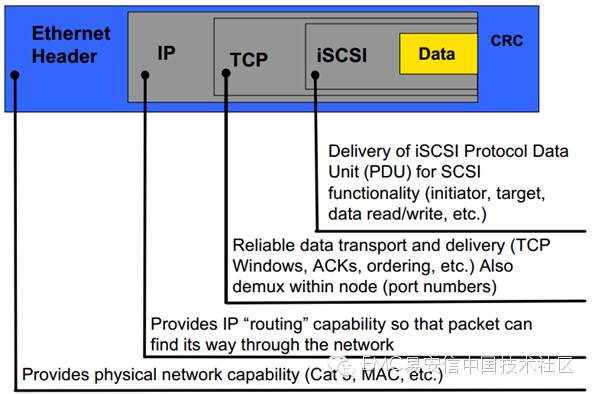 Ethernet
Header
IP
TCP
iSCSI
Data
CRC
Delivery of iSCSI Protocol Data
Unit (PDU) for SCSI
functionality (initiator, target,
data read/write, etc.)
Reliable data transport and delivery (TCP
Windows, ACKs, ordering, etc.) Also
demux within node (port numbers)
Provides IP “routing” capability so that packet can
find its way through the network
Provides physical network capability (Cat 5, MAC, etc.)
EMC易安信中国技术社区